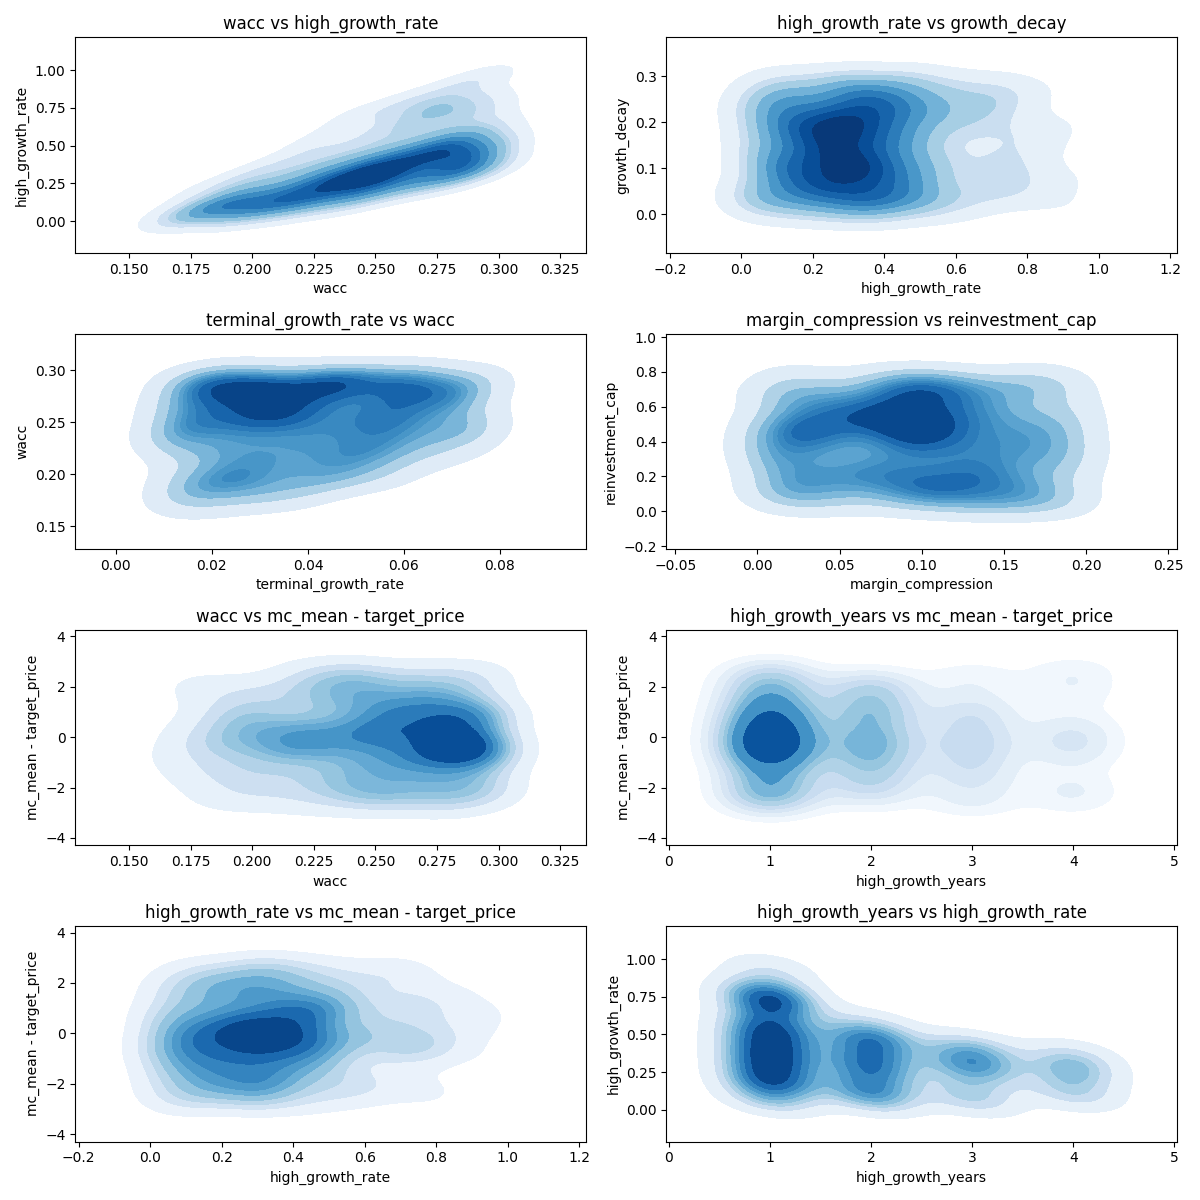 wacc vs high_growth_rate
high_growth_rate
1.00
0.75
0.50
0.25
0.00
0.150 0.175 0.200 0.225 0.250 0.275 0.300 0.325
wacc
high_growth_rate vs growth_decay
growth_decay
0.3
0.2
0.1
0.0
−0.2 0.0 0.2 0.4 0.6 0.8 1.0 1.2
high_growth_rate
terminal_growth_rate vs wacc
wacc
0.30
0.25
0.20
0.15
0.00 0.02 0.04 0.06 0.08
terminal_growth_rate
margin_compression vs reinvestment_cap
reinvestment_cap
1.0
0.8
0.6
0.4
0.2
0.0
−0.2
−0.05 0.00 0.05 0.10 0.15 0.20 0.25
margin_compression
wacc vs mc_mean - target_price
mc_mean - target_price
4
2
0
−2
−4
0.150 0.175 0.200 0.225 0.250 0.275 0.300 0.325
wacc
high_growth_years vs mc_mean - target_price
mc_mean - target_price
4
2
0
−2
−4
0 1 2 3 4 5
high_growth_years
high_growth_rate vs mc_mean - target_price
mc_mean - target_price
4
2
0
−2
−4
−0.2 0.0 0.2 0.4 0.6 0.8 1.0 1.2
high_growth_rate
high_growth_years vs high_growth_rate
high_growth_rate
1.00
0.75
0.50
0.25
0.00
0 1 2 3 4 5
high_growth_years